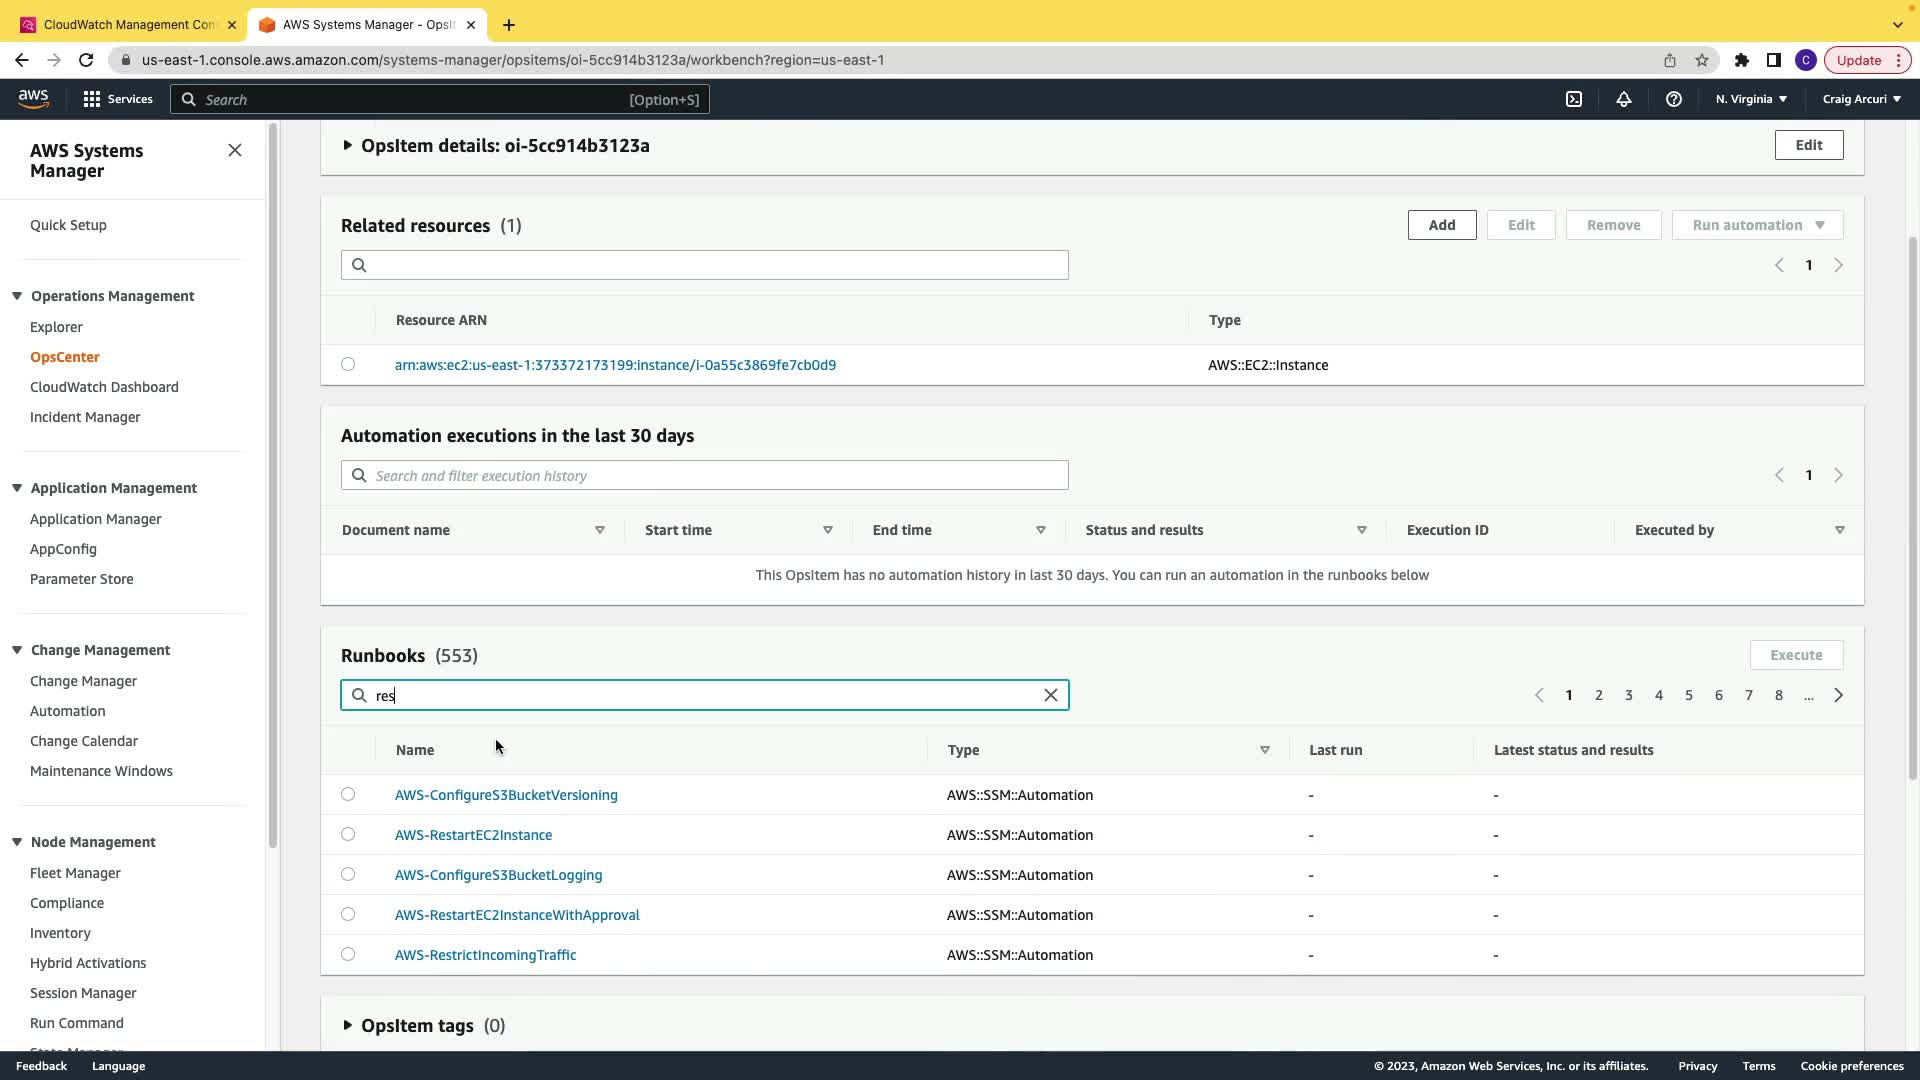 CloudWatch Management Con
AWS Systems Manager - OpsIt
us-east-1.console.aws.amazon.com/systems-manager/opsitems/oi-5cc914b3123a/workbench?region=us-east-1
C
Update
aws
Services
Search
[Option+S]
N. Virginia
Craig Arcuri
AWS Systems
Manager
Quick Setup
Operations Management
Explorer
OpsCenter
CloudWatch Dashboard
Incident Manager
Application Management
Application Manager
AppConfig
Parameter Store
Change Management
Change Manager
Automation
Change Calendar
Maintenance Windows
Node Management
Fleet Manager
Compliance
Inventory
Hybrid Activations
Session Manager
Run Command
OpsItem details: oi-5cc914b3123a
Edit
Related resources (1)
Add
Edit
Remove
Run automation
1
Resource ARN
Type
arn:aws:ec2:us-east-1:373372173199:instance/i-0a55c3869fe7cb0d9
AWS::EC2::Instance
Automation executions in the last 30 days
Search and filter execution history
1
Document name
Start time
End time
Status and results
Execution ID
Executed by
This OpsItem has no automation history in last 30 days. You can run an automation in the runbooks below
Runbooks (553)
Execute
res
1 2 3 4 5 6 7 8 ...
Name
Type
Last run
Latest status and results
AWS-ConfigureS3BucketVersioning AWS::SSM::Automation - -
AWS-RestartEC2Instance AWS::SSM::Automation - -
AWS-ConfigureS3BucketLogging AWS::SSM::Automation - -
AWS-RestartEC2InstanceWithApproval AWS::SSM::Automation - -
AWS-RestrictIncomingTraffic AWS::SSM::Automation - -
OpsItem tags (0)
Feedback
Language
© 2023, Amazon Web Services, Inc. or its affiliates.
Privacy
Terms
Cookie preferences